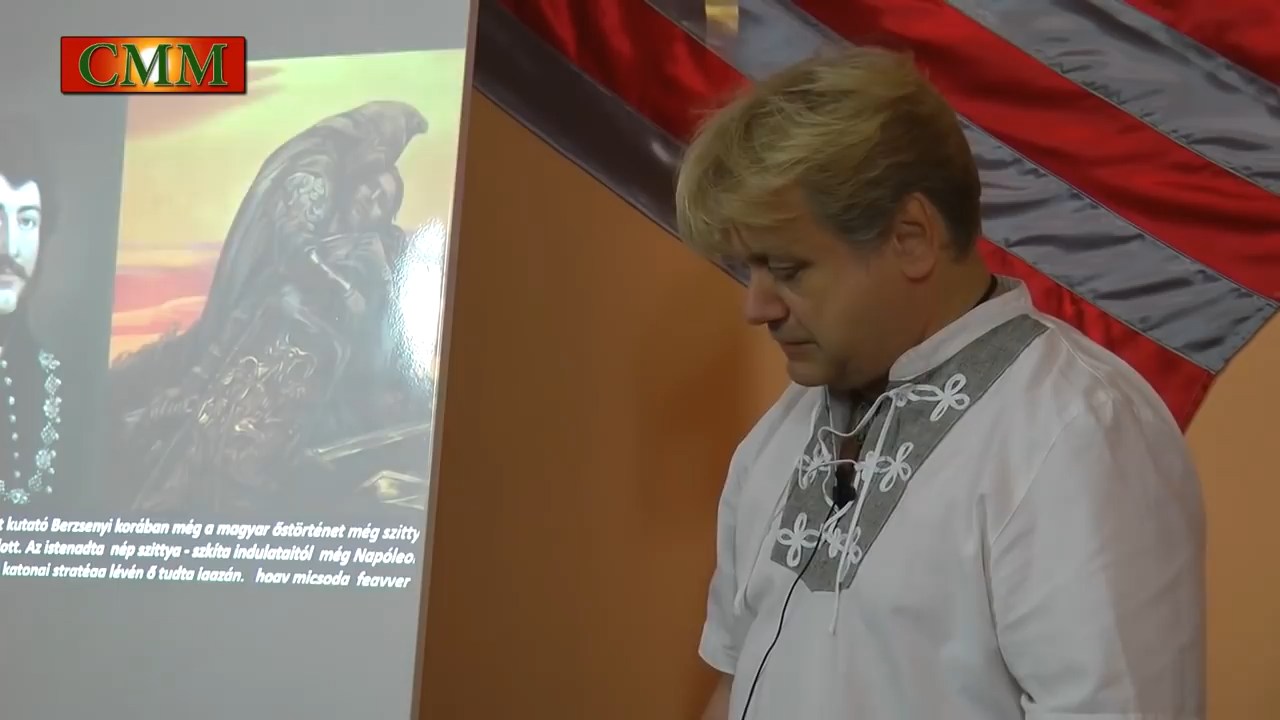 CMM
kutató Berzsenyi korában még a magyar őstörténet még szitty
lott. Az istenadta nép szittya - szkíta indulataitól még Napóleo
katonai stratéga lévén ő tudta igazán. hogy micsoda fegyver